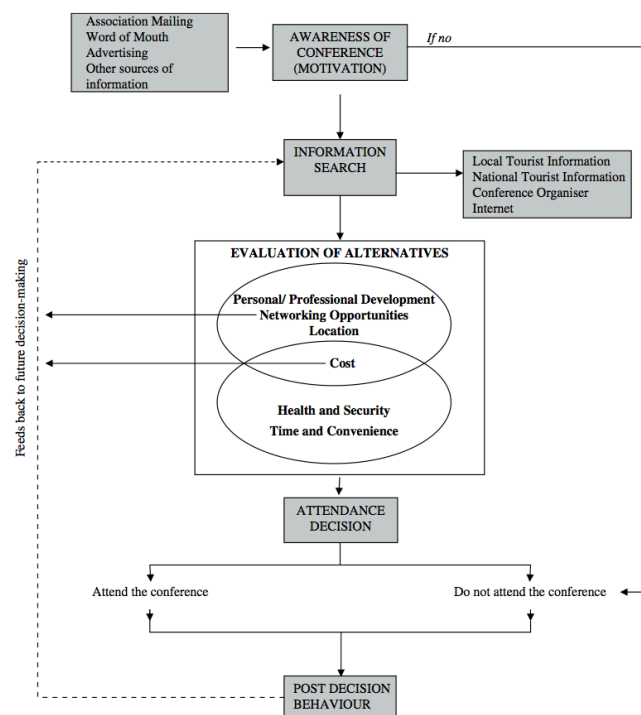 Association Mailing
Word of Mouth
Advertising
Other sources of
information
AWARENESS OF
CONFERENCE
(MOTIVATION)
If no
INFORMATION
SEARCH
Local Tourist Information
National Tourist Information
Conference Organiser
Internet
EVALUATION OF ALTERNATIVES
Personal/ Professional Development
Networking Opportunities
Location
Cost
Health and Security
Time and Convenience
Feeds back to future decision-making
ATTENDANCE
DECISION
Attend the conference
Do not attend the conference
POST DECISION
BEHAVIOUR